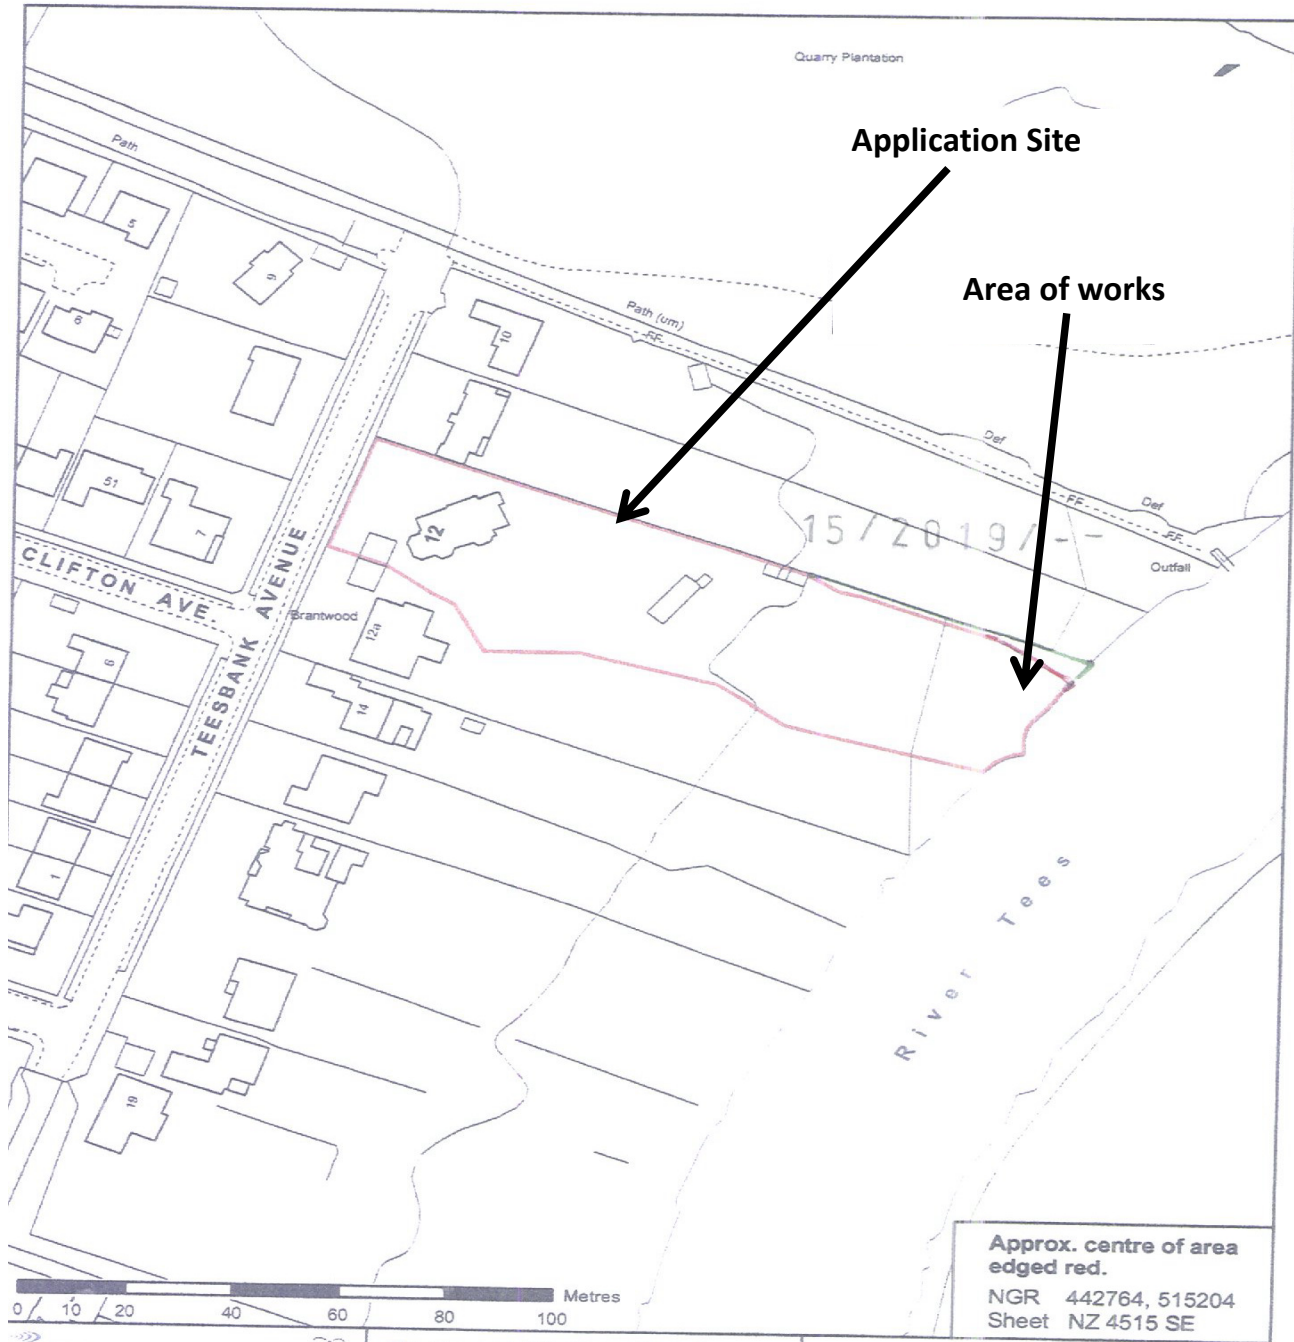 Quarry Plantation
Application Site
Path
5
9
Area of works
6
Path (um)
FF
10
Def
51
7
12
FF
Def
15/2019/--
FF
Outfall
CLIFTON AVE.
TEESBANK AVENUE
Brantwood
12a
6
14
1
River Tees
19
Approx. centre of area
edged red.
NGR 442764, 515204
Sheet NZ 4515 SE
Metres
0 10 20 40 60 80 100